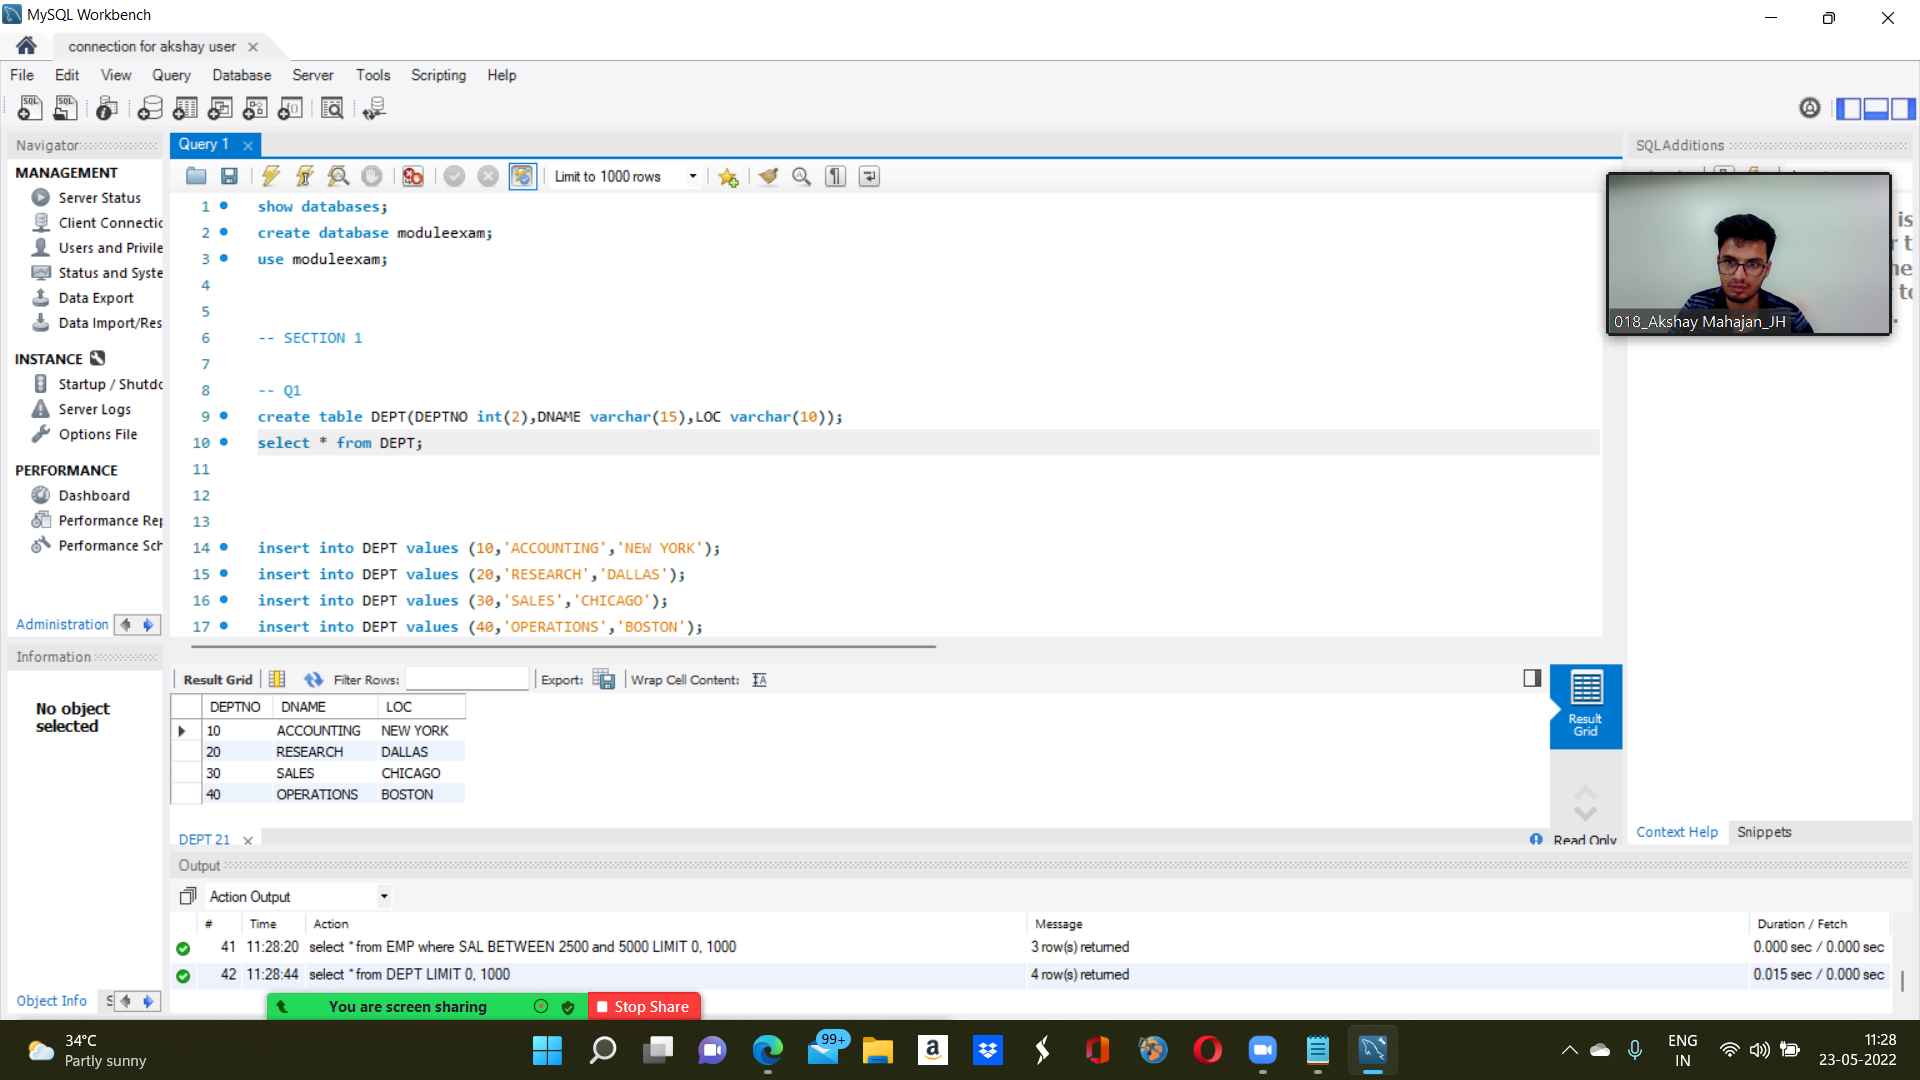 MySQL Workbench
connection for akshay user
File Edit View Query Database Server Tools Scripting Help
Navigator
MANAGEMENT
Server Status
Client Connectic
Users and Privile
Status and Syste
Data Export
Data Import/Res
INSTANCE
Startup / Shutdc
Server Logs
Options File
PERFORMANCE
Dashboard
Performance Rep
Performance Sch
Administration
Information
No object
selected
Object Info S
Query 1
Limit to 1000 rows
1 show databases;
2 create database moduleexam;
3 use moduleexam;
4
5
6 -- SECTION 1
7
8 -- Q1
9 create table DEPT(DEPTNO int(2),DNAME varchar(15),LOC varchar(10));
10 select * from DEPT;
11
12
13
14 insert into DEPT values (10,'ACCOUNTING','NEW YORK');
15 insert into DEPT values (20,'RESEARCH','DALLAS');
16 insert into DEPT values (30,'SALES','CHICAGO');
17 insert into DEPT values (40,'OPERATIONS','BOSTON');
Result Grid Filter Rows: Export: Wrap Cell Content:
DEPTNO DNAME LOC
10 ACCOUNTING NEW YORK
20 RESEARCH DALLAS
30 SALES CHICAGO
40 OPERATIONS BOSTON
Result
Grid
DEPT 21
Read Only
SQLAdditions
018_Akshay Mahajan_JH
Context Help Snippets
Output
Action Output
# Time Action Message Duration / Fetch
41 11:28:20 select * from EMP where SAL BETWEEN 2500 and 5000 LIMIT 0, 1000 3 row(s) returned 0.000 sec / 0.000 sec
42 11:28:44 select * from DEPT LIMIT 0, 1000 4 row(s) returned 0.015 sec / 0.000 sec
You are screen sharing Stop Share
34°C
Partly sunny
99+
ENG
IN
11:28
23-05-2022